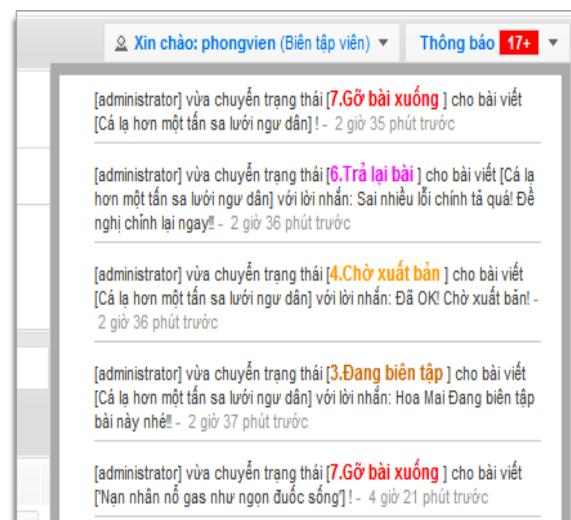 Xin chào: phongvien (Biên tập viên) Thông báo 17+
[administrator] vừa chuyển trạng thái [7.Gỡ bài xuống ] cho bài viết
[Cá lạ hơn một tấn sa lưới ngư dân] ! - 2 giờ 35 phút trước
[administrator] vừa chuyển trạng thái [6.Trả lại bài ] cho bài viết [Cá lạ
hơn một tấn sa lưới ngư dân] với lời nhắn: Sai nhiều lỗi chính tả quá! Đề
nghị chỉnh lại ngay!! - 2 giờ 36 phút trước
[administrator] vừa chuyển trạng thái [4.Chờ xuất bản ] cho bài viết
[Cá lạ hơn một tấn sa lưới ngư dân] với lời nhắn: Đã OK! Chờ xuất bản! -
2 giờ 36 phút trước
[administrator] vừa chuyển trạng thái [3.Đang biên tập ] cho bài viết
[Cá lạ hơn một tấn sa lưới ngư dân] với lời nhắn: Hoa Mai Đang biên tập
bài này nhé!! - 2 giờ 37 phút trước
[administrator] vừa chuyển trạng thái [7.Gỡ bài xuống ] cho bài viết
['Nạn nhân nổ gas như ngọn đuốc sống'] ! - 4 giờ 21 phút trước